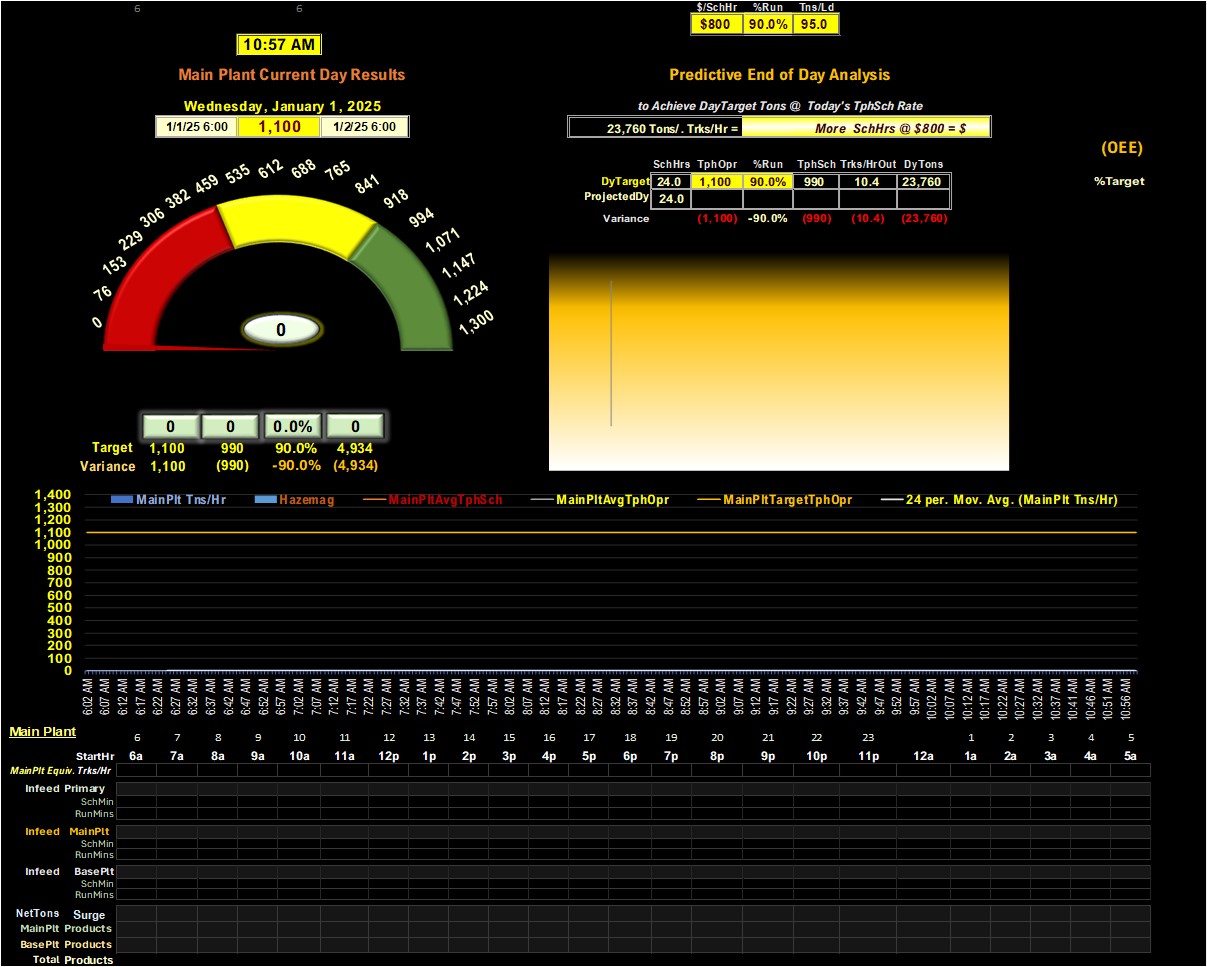 6 6
$/SchHr %Run Tns/Ld
$800 90.0% 95.0
10:57 AM
Main Plant Current Day Results
Predictive End of Day Analysis
Wednesday, January 1, 2025
to Achieve DayTarget Tons @ Today's TphSch Rate
1/1/25 6:00 1,100 1/2/25 6:00
23,760 Tons/. Trks/Hr = More SchHrs @ $800 = $
(OEE)
%Target
SchHrs TphOpr %Run TphSch Trks/HrOut DyTons
DyTarget 24.0 1,100 90.0% 990 10.4 23,760
ProjectedDy 24.0
Variance (1,100) -90.0% (990) (10.4) (23,760)
0 76 153 229 306 382 459 535 612 688 765 841 918 994 1,071 1,147 1,224 1,300
0
0 0 0.0% 0
Target 1,100 990 90.0% 4,934
Variance 1,100 (990) -90.0% (4,934)
MainPlt Tns/Hr Hazemag MainPltAvgTphSch MainPltAvgTphOpr MainPltTargetTphOpr 24 per. Mov. Avg. (MainPlt Tns/Hr)
1,400
1,300
1,200
1,100
1,000
900
800
700
600
500
400
300
200
100
0
6:02 AM 6:07 AM 6:12 AM 6:17 AM 6:22 AM 6:27 AM 6:32 AM 6:37 AM 6:42 AM 6:47 AM 6:52 AM 6:57 AM 7:02 AM 7:07 AM 7:12 AM 7:17 AM 7:22 AM 7:27 AM 7:32 AM 7:37 AM 7:42 AM 7:47 AM 7:52 AM 7:57 AM 8:02 AM 8:07 AM 8:12 AM 8:17 AM 8:22 AM 8:27 AM 8:32 AM 8:37 AM 8:42 AM 8:47 AM 8:52 AM 8:57 AM 9:02 AM 9:07 AM 9:12 AM 9:17 AM 9:22 AM 9:27 AM 9:32 AM 9:37 AM 9:42 AM 9:47 AM 9:52 AM 9:57 AM 10:02 AM 10:07 AM 10:12 AM 10:17 AM 10:22 AM 10:27 AM 10:32 AM 10:37 AM 10:41 AM 10:46 AM 10:51 AM 10:56 AM
Main Plant
6 7 8 9 10 11 12 13 14 15 16 17 18 19 20 21 22 23 1 2 3 4 5
StartHr 6a 7a 8a 9a 10a 11a 12p 1p 2p 3p 4p 5p 6p 7p 8p 9p 10p 11p 12a 1a 2a 3a 4a 5a
MainPlt Equiv. Trks/Hr
Infeed Primary
SchMin
RunMins
Infeed MainPlt
SchMin
RunMins
Infeed BasePlt
SchMin
RunMins
NetTons Surge
MainPlt Products
BasePlt Products
Total Products